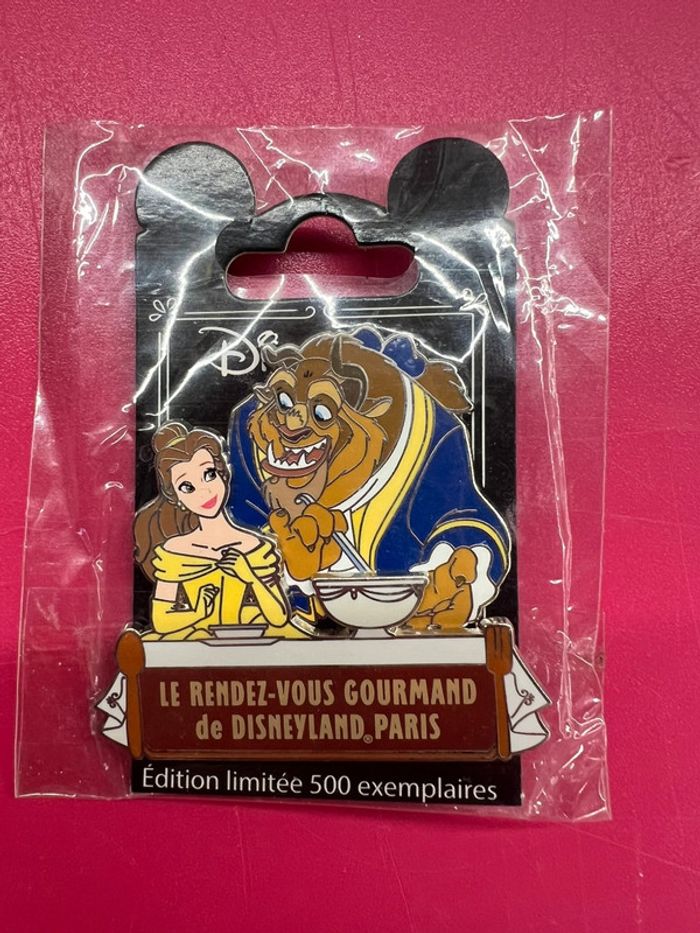 LE RENDEZ-VOUS GOURMAND
de DISNEYLAND® PARIS
Édition limitée 500 exemplaires